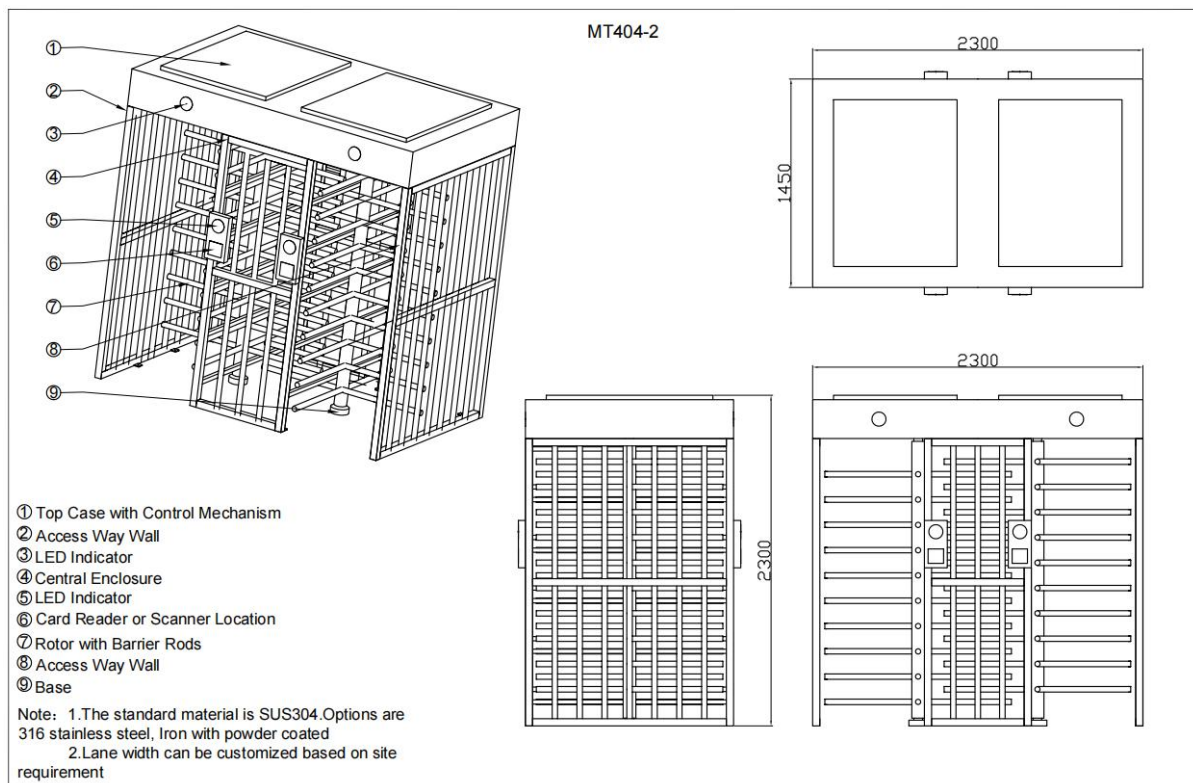 MT404-2
①
②
③
④
⑤
⑥
⑦
⑧
⑨
2300
1450
2300
2300
① Top Case with Control Mechanism
② Access Way Wall
③ LED Indicator
④ Central Enclosure
⑤ LED Indicator
⑥ Card Reader or Scanner Location
⑦ Rotor with Barrier Rods
⑧ Access Way Wall
⑨ Base
Note: 1.The standard material is SUS304.Options are
316 stainless steel, Iron with powder coated
2.Lane width can be customized based on site
requirement